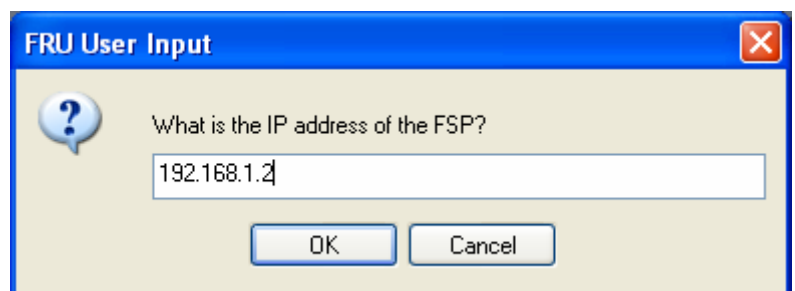 FRU User Input
What is the IP address of the FSP?
192.168.1.2
OK Cancel